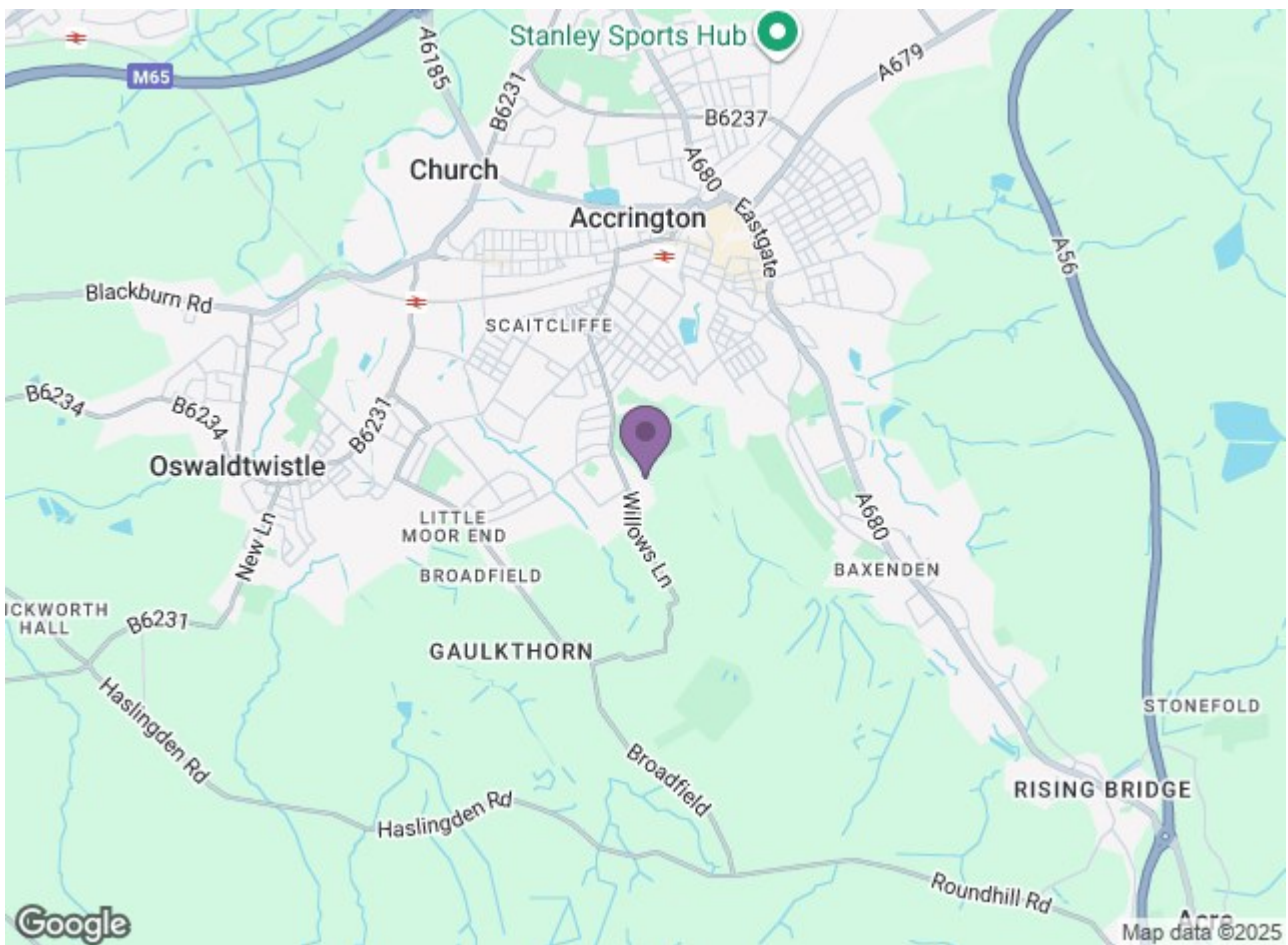 Stanley Sports Hub
M65
A6185
B6231
A679
B6237
Church
A680
Accrington
Eastgate
A56
Blackburn Rd
SCAITCLIFFE
B6234
B6234
B6231
Oswaldtwistle
Willows Ln
A680
LITTLE
MOOR END
New Ln
BROADFIELD
BAXENDEN
ICKWORTH
HALL
B6231
GAULKTHORN
Haslingden Rd
STONEFOLD
Broadfield
RISING BRIDGE
Haslingden Rd
Roundhill Rd
Acre
Google
Map data ©2025